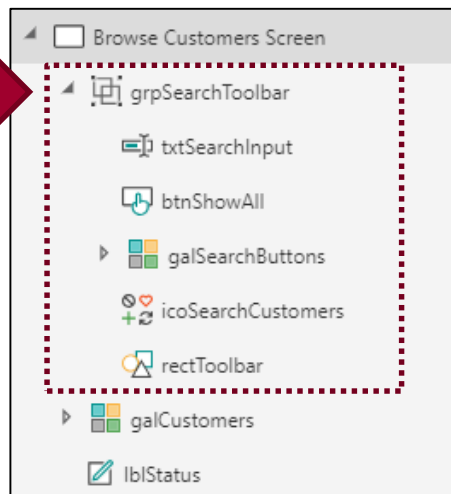 Browse Customers Screen
grpSearchToolbar
txtSearchInput
btnShowAll
galSearchButtons
icoSearchCustomers
rectToolbar
galCustomers
lblStatus